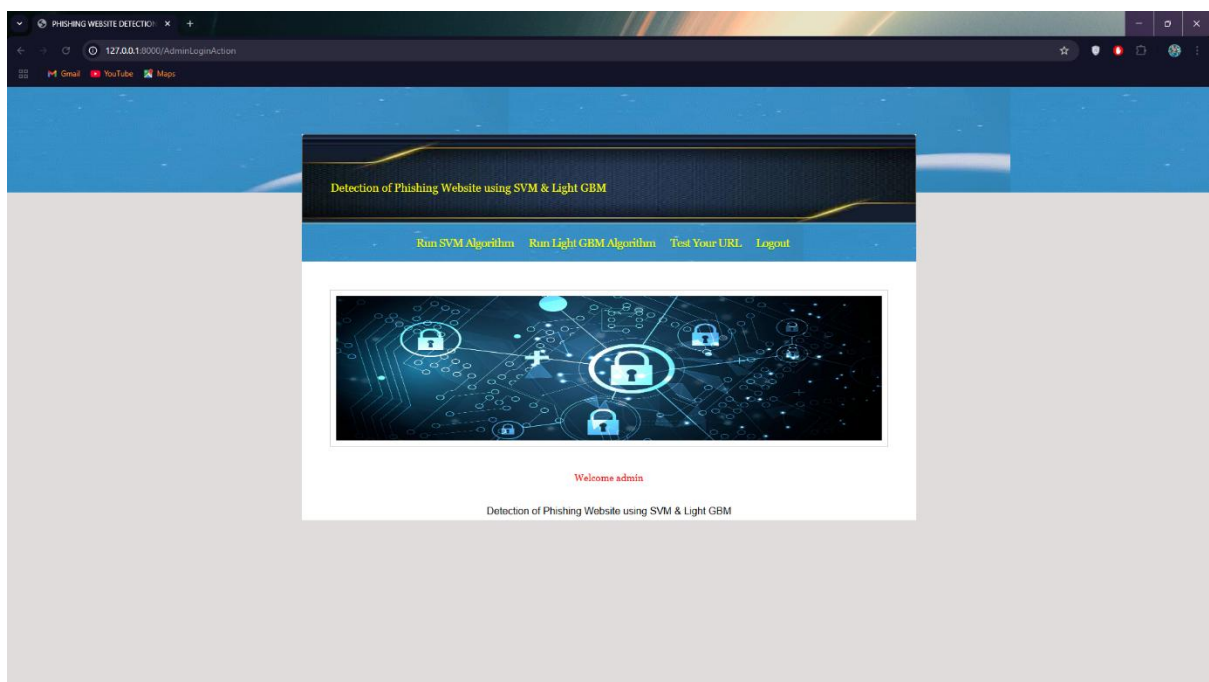 PHISHING WEBSITE DETECTION
127.0.0.1:8000/AdminLoginAction
Gmail YouTube Maps
Detection of Phishing Website using SVM & Light GBM
Run SVM Algorithm Run Light GBM Algorithm Test Your URL Logout
Welcome admin
Detection of Phishing Website using SVM & Light GBM